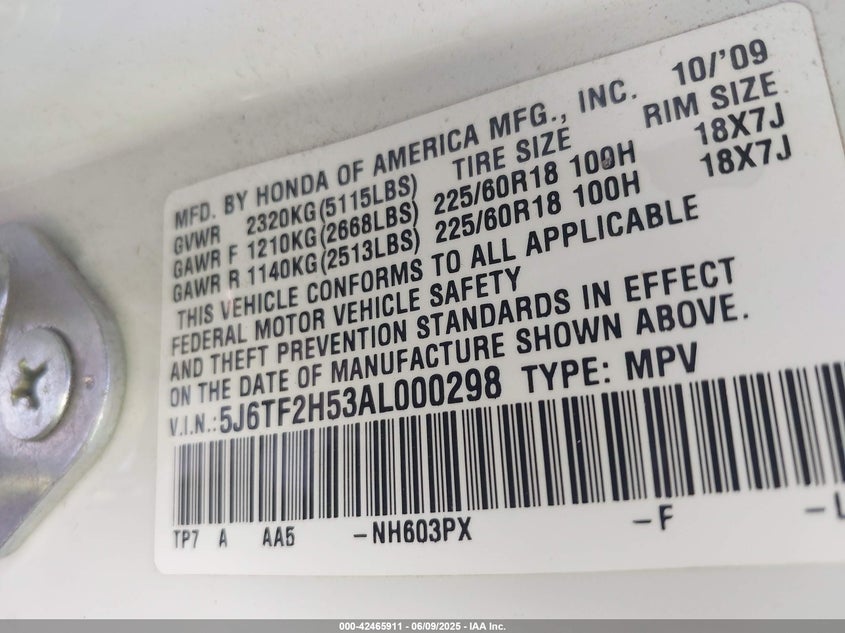 MFD. BY HONDA OF AMERICA MFG., INC. 10/'09
GVWR 2320KG(5115LBS) TIRE SIZE RIM SIZE
GAWR F 1210KG(2668LBS) 225/60R18 100H 18X7J
GAWR R 1140KG(2513LBS) 225/60R18 100H 18X7J
THIS VEHICLE CONFORMS TO ALL APPLICABLE
FEDERAL MOTOR VEHICLE SAFETY
AND THEFT PREVENTION STANDARDS IN EFFECT
ON THE DATE OF MANUFACTURE SHOWN ABOVE.
V.I.N.: 5J6TF2H53AL000298 TYPE: MPV
TP7 A AA5 -NH603PX -F -L
000-42465911 - 06/09/2025 - IAA Inc.